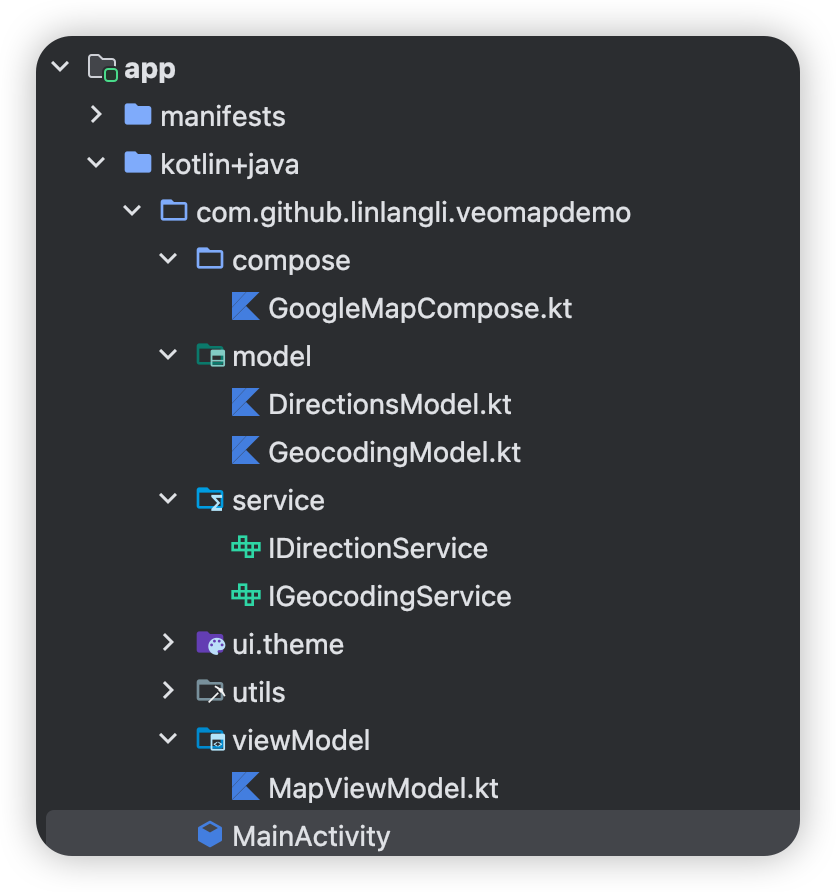 app
manifests
kotlin+java
com.github.linlangli.veomapdemo
compose
GoogleMapCompose.kt
model
DirectionsModel.kt
GeocodingModel.kt
service
IDirectionService
IGeocodingService
ui.theme
utils
viewModel
MapViewModel.kt
MainActivity